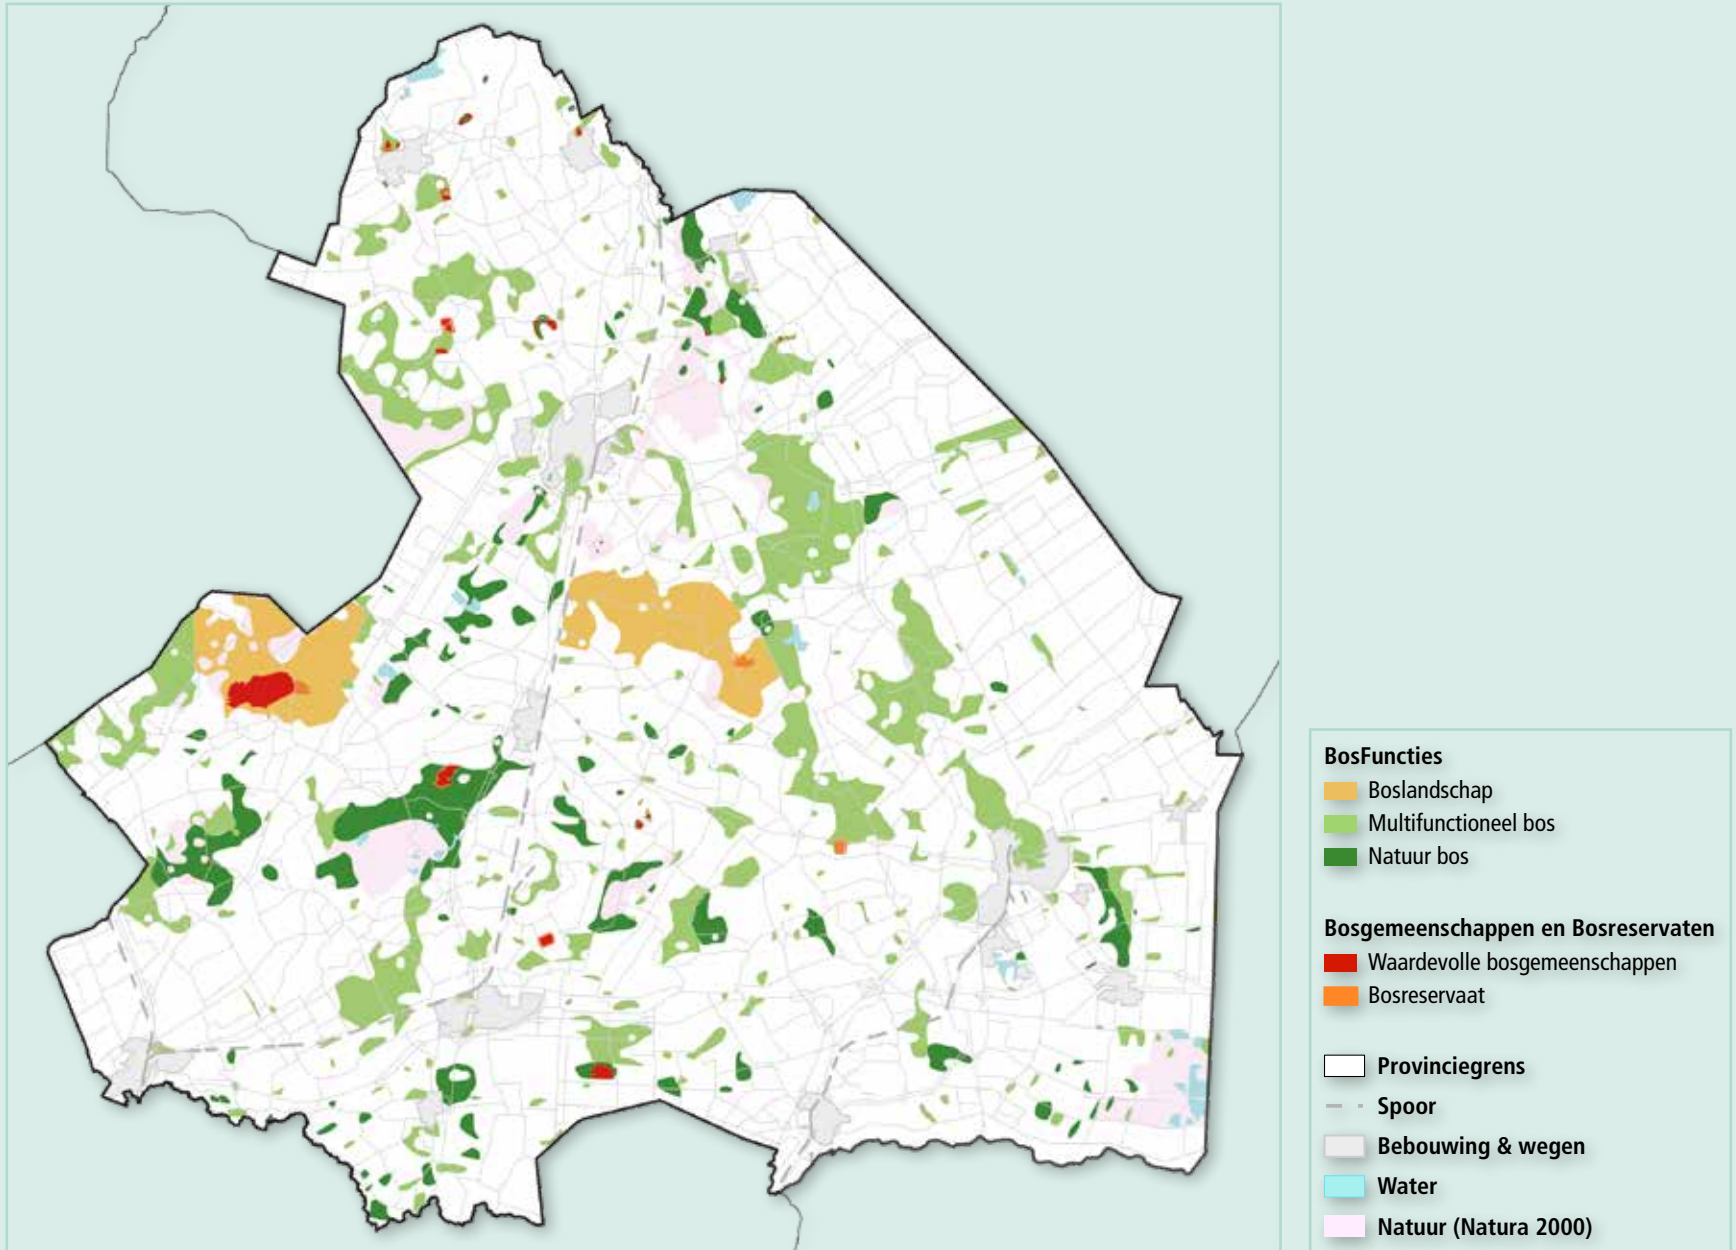 BosFuncties
Boslandschap
Multifunctioneel bos
Natuur bos
Bosgemeenschappen en Bosreservaten
Waardevolle bosgemeenschappen
Bosreservaat
Provinciegrens
Spoor
Bebouwing & wegen
Water
Natuur (Natura 2000)